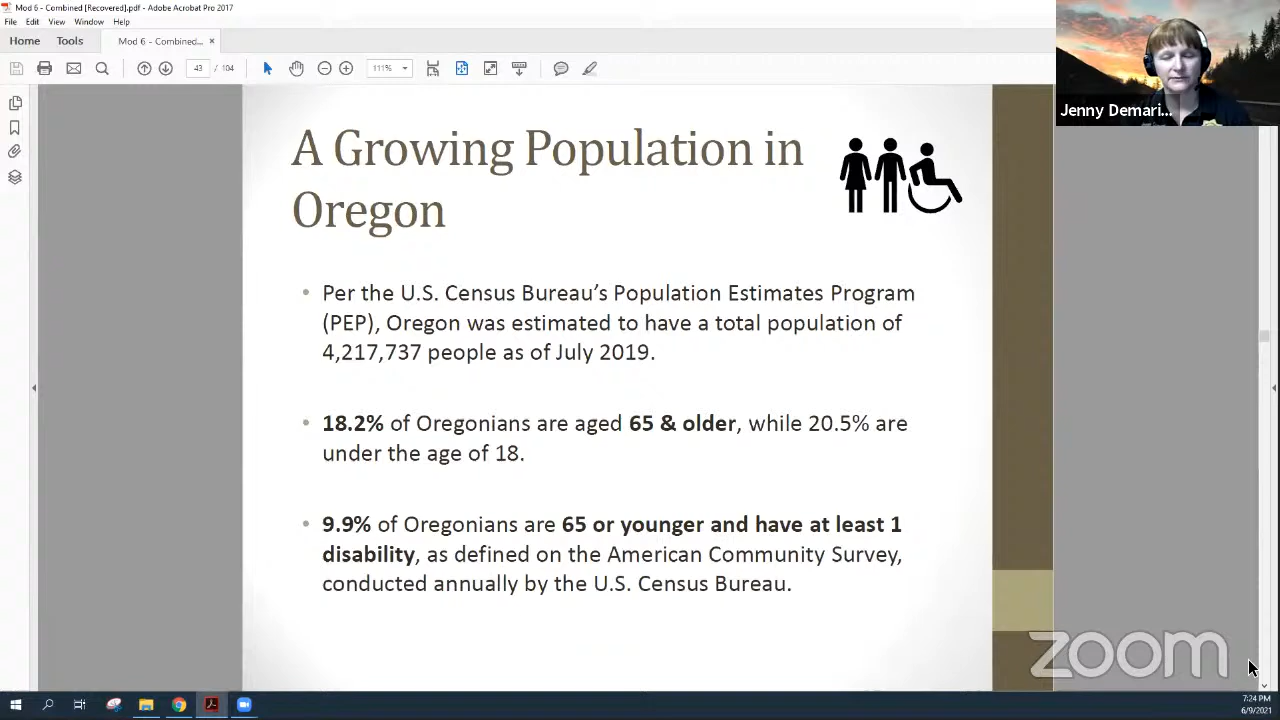 Mod 6 - Combined [Recovered].pdf - Adobe Acrobat Pro 2017
File Edit View Window Help
Home Tools Mod 6 - Combined... ×
43 / 104 111%
Jenny Demari...
A Growing Population in
Oregon
• Per the U.S. Census Bureau’s Population Estimates Program
(PEP), Oregon was estimated to have a total population of
4,217,737 people as of July 2019.
• 18.2% of Oregonians are aged 65 & older, while 20.5% are
under the age of 18.
• 9.9% of Oregonians are 65 or younger and have at least 1
disability, as defined on the American Community Survey,
conducted annually by the U.S. Census Bureau.
zoom
7:24 PM
6/9/2021